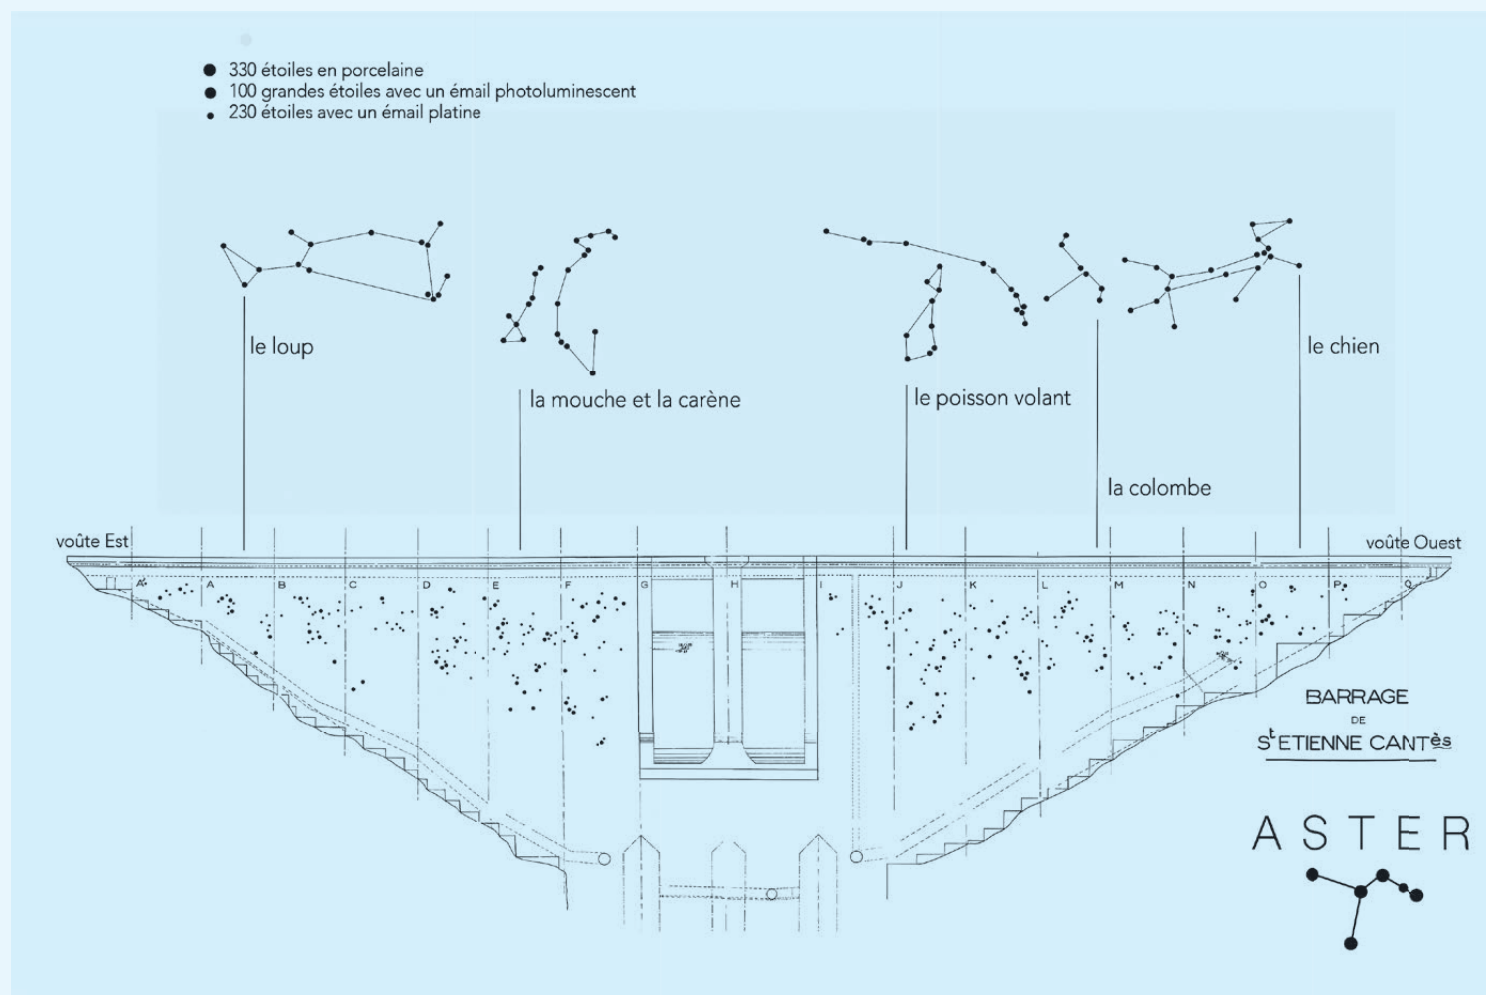 330 étoiles en porcelaine
100 grandes étoiles avec un émail photoluminescent
230 étoiles avec un émail platine
le loup
la mouche et la carène
le poisson volant
la colombe
le chien
voûte Est
voûte Ouest
A' A B C D E F G H I J K L M N O P Q
BARRAGE
DE
St ETIENNE CANTès
ASTER